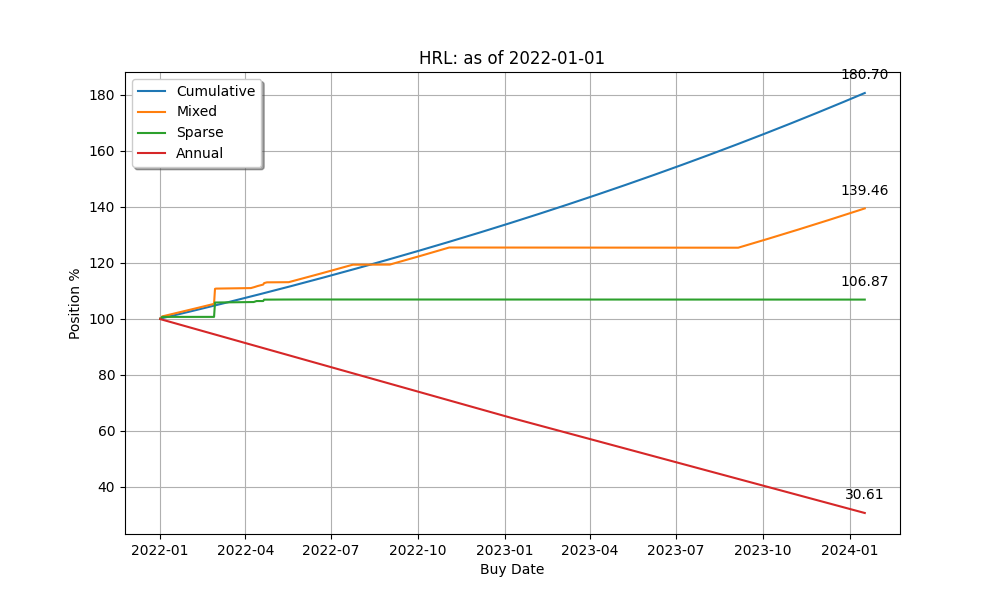 HRL: as of 2022-01-01
Cumulative
Mixed
Sparse
Annual
180.70
139.46
106.87
30.61
Position %
180
160
140
120
100
80
60
40
2022-01 2022-04 2022-07 2022-10 2023-01 2023-04 2023-07 2023-10 2024-01
Buy Date